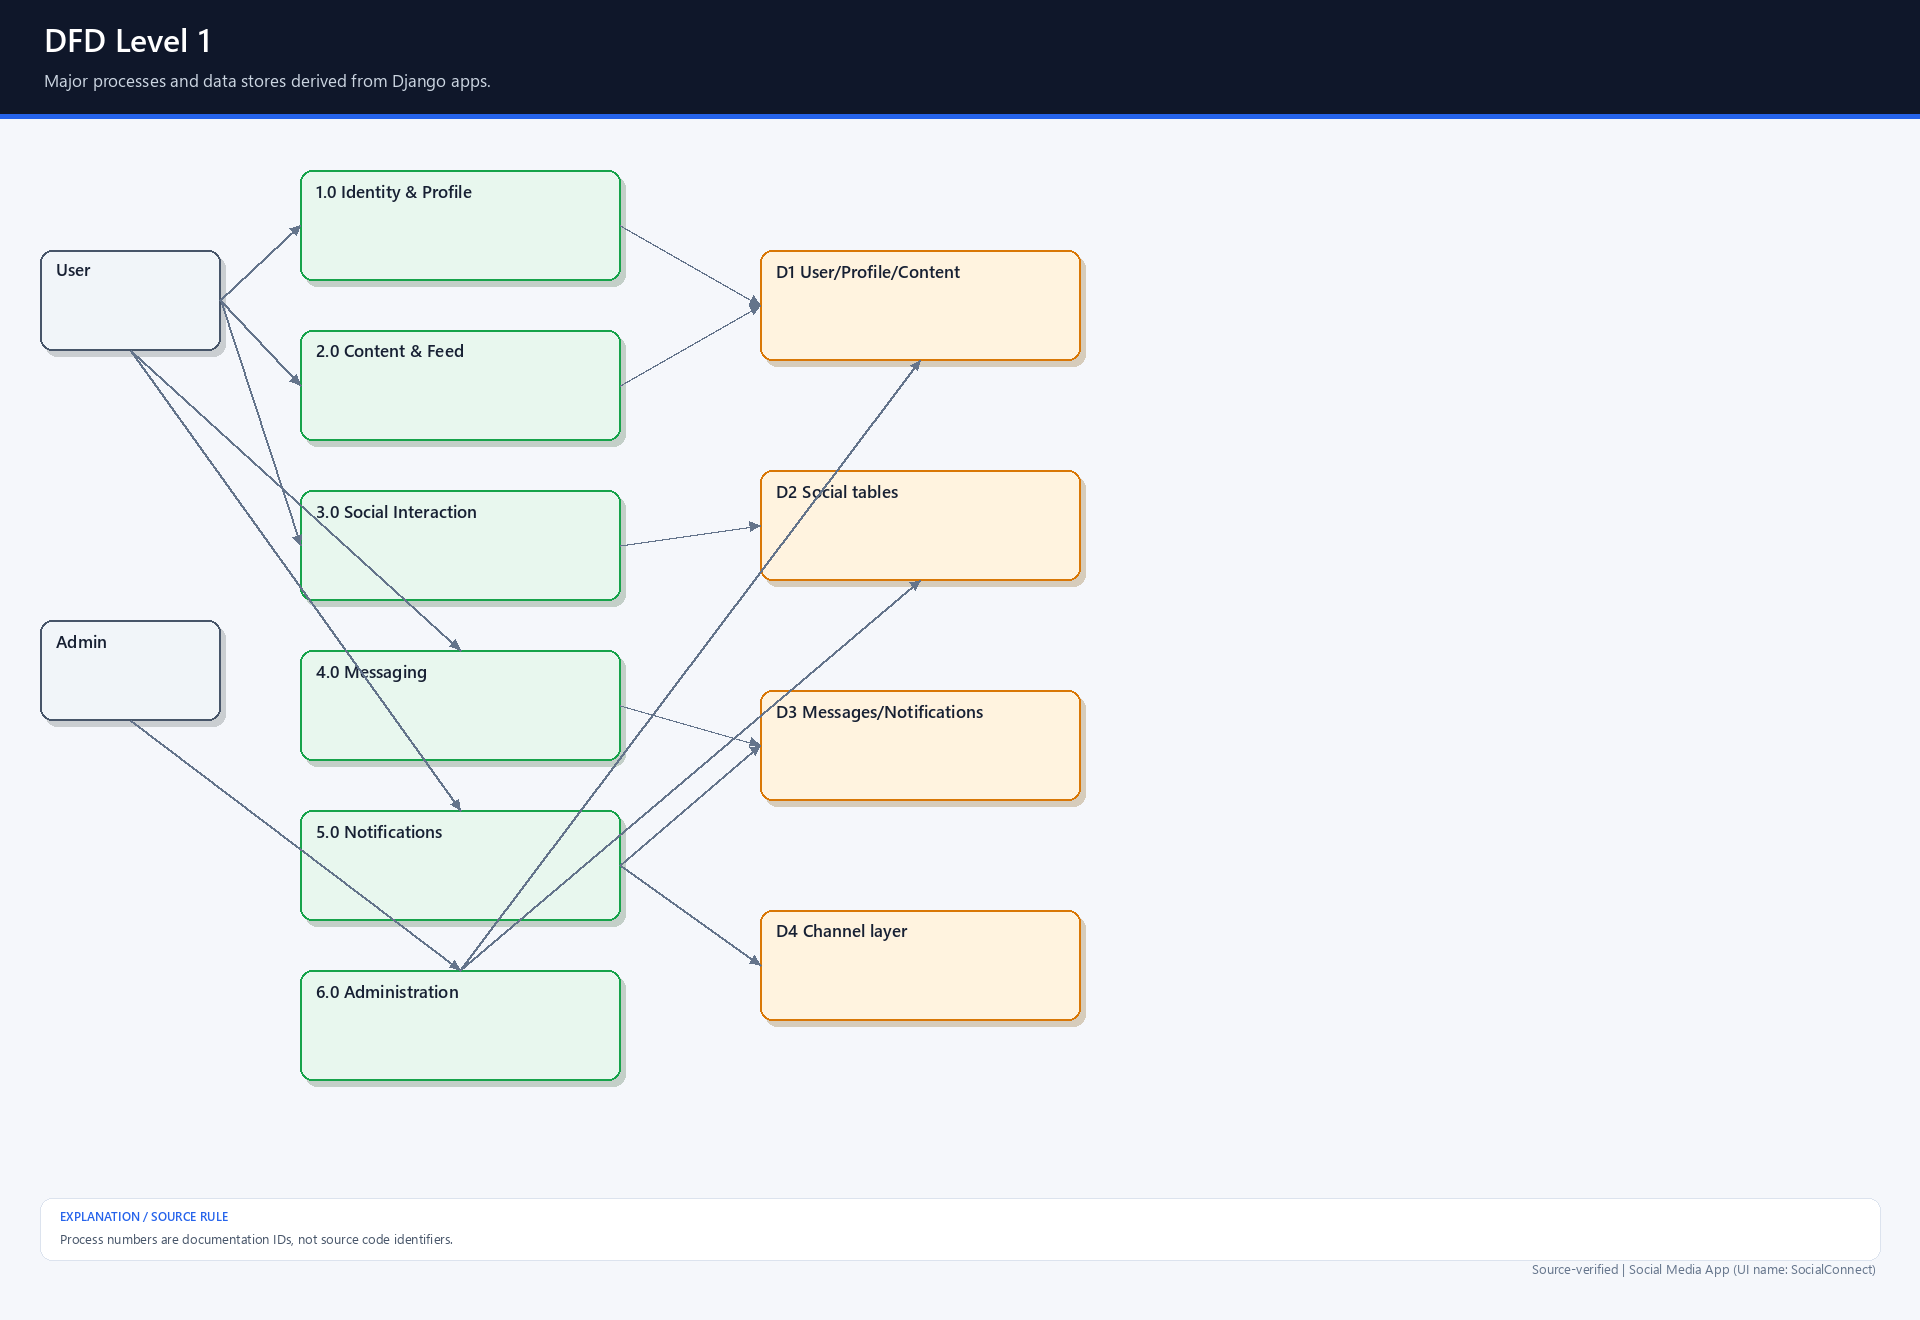 DFD Level 1
Major processes and data stores derived from Django apps.
1.0 Identity & Profile
User
D1 User/Profile/Content
2.0 Content & Feed
D2 Social tables
3.0 Social Interaction
Admin
4.0 Messaging
D3 Messages/Notifications
5.0 Notifications
D4 Channel layer
6.0 Administration
EXPLANATION / SOURCE RULE
Process numbers are documentation IDs, not source code identifiers.
Source-verified | Social Media App (UI name: SocialConnect)